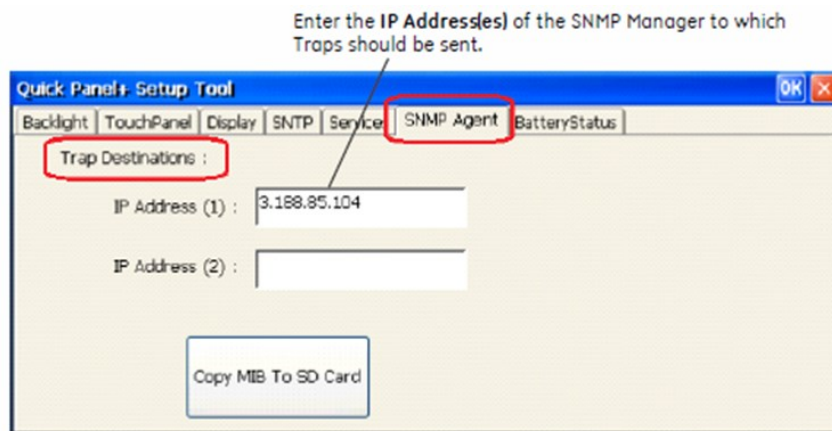 Enter the IP Address(es) of the SNMP Manager to which
Traps should be sent.
Quick Panel+ Setup Tool OK X
Backlight TouchPanel Display SNTP Services SNMP Agent BatteryStatus
Trap Destinations :
IP Address (1) : 3.188.85.104
IP Address (2) :
Copy MIB To SD Card